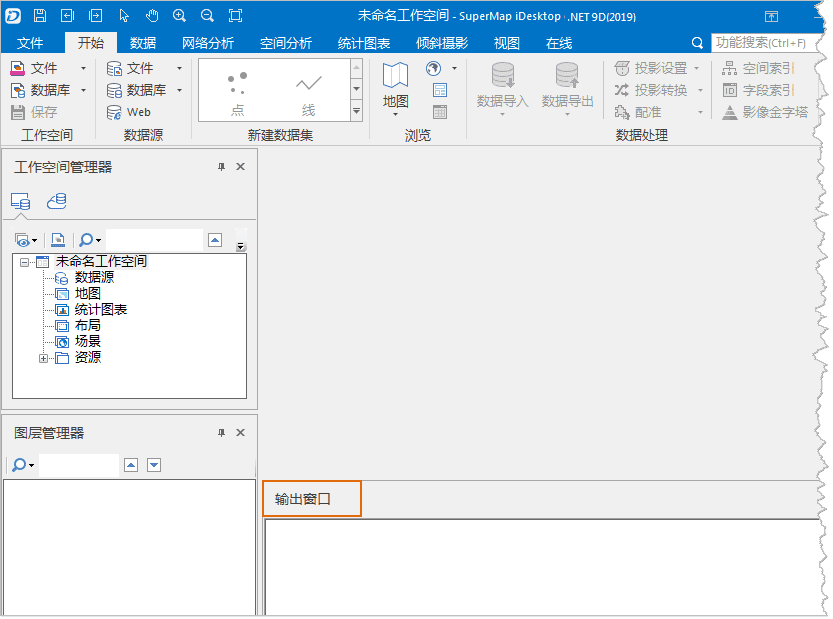 未命名工作空间 - SuperMap iDesktop .NET 9D(2019)
文件 开始 数据 网络分析 空间分析 统计图表 倾斜摄影 视图 在线 功能搜索(Ctrl+F)
文件 文件 投影设置 空间索引
数据库 数据库 地图 数据导入 数据导出 投影转换 ID 字段索引
保存 Web 点 线 配准 影像金字塔
工作空间 数据源 新建数据集 浏览 数据处理
工作空间管理器
未命名工作空间
数据源
地图
统计图表
布局
场景
资源
图层管理器
输出窗口